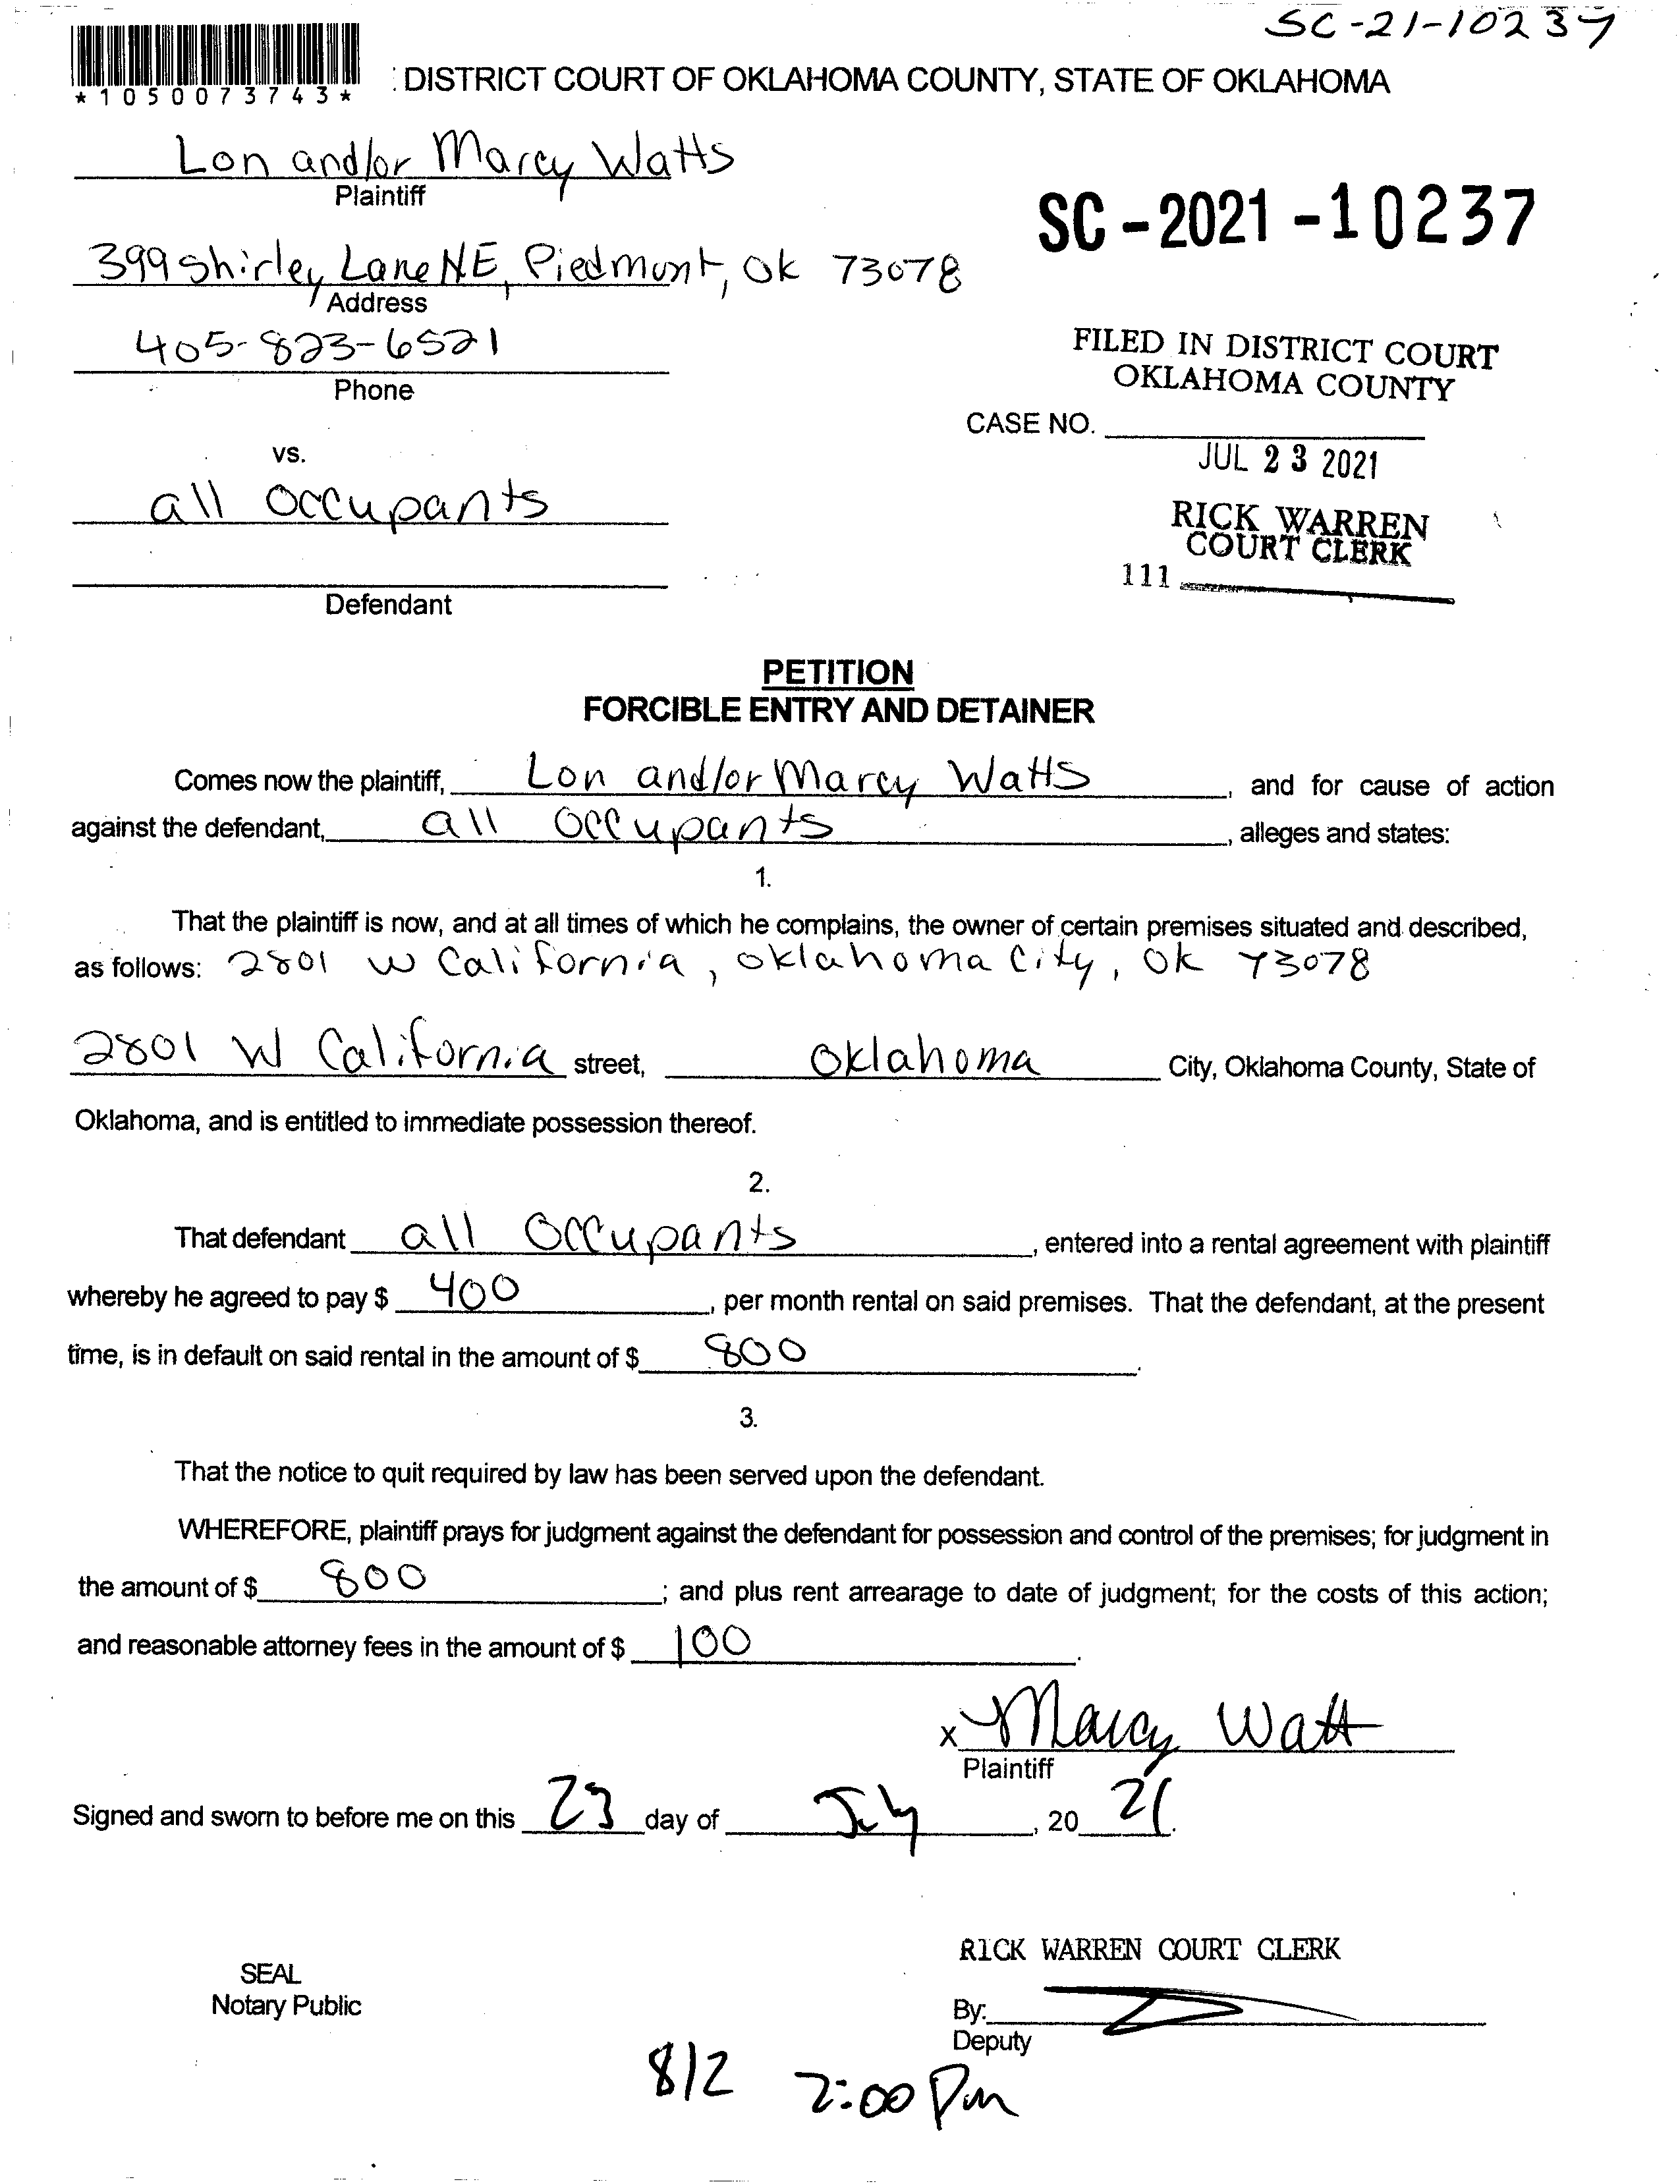 SC-21-10237
*1050073743*
: DISTRICT COURT OF OKLAHOMA COUNTY, STATE OF OKLAHOMA
Lon and/or Marcy Watts
Plaintiff
SC-2021-10237
399 Shirley Lane NE, Piedmont, Ok 73078
Address
405-823-6521
Phone
FILED IN DISTRICT COURT
OKLAHOMA COUNTY
CASE NO.
JUL 23 2021
vs.
all occupants
RICK WARREN
COURT CLERK
111
Defendant
PETITION
FORCIBLE ENTRY AND DETAINER
Comes now the plaintiff, Lon and/or Marcy Watts, and for cause of action
against the defendant, all occupants, alleges and states:
1.
That the plaintiff is now, and at all times of which he complains, the owner of certain premises situated and described,
as follows: 2801 W California, Oklahoma City, Ok 73078
2801 W California street, Oklahoma City, Oklahoma County, State of
Oklahoma, and is entitled to immediate possession thereof.
2.
That defendant all occupants, entered into a rental agreement with plaintiff
whereby he agreed to pay $ 400, per month rental on said premises. That the defendant, at the present
time, is in default on said rental in the amount of $ 800.
3.
That the notice to quit required by law has been served upon the defendant.
WHEREFORE, plaintiff prays for judgment against the defendant for possession and control of the premises; for judgment in
the amount of $ 800; and plus rent arrearage to date of judgment; for the costs of this action;
and reasonable attorney fees in the amount of $ 100.
x Marcy Watt
Plaintiff
Signed and sworn to before me on this 23 day of July, 20 21.
RICK WARREN COURT CLERK
SEAL
Notary Public
By:
Deputy
8/2 2:00 Pm